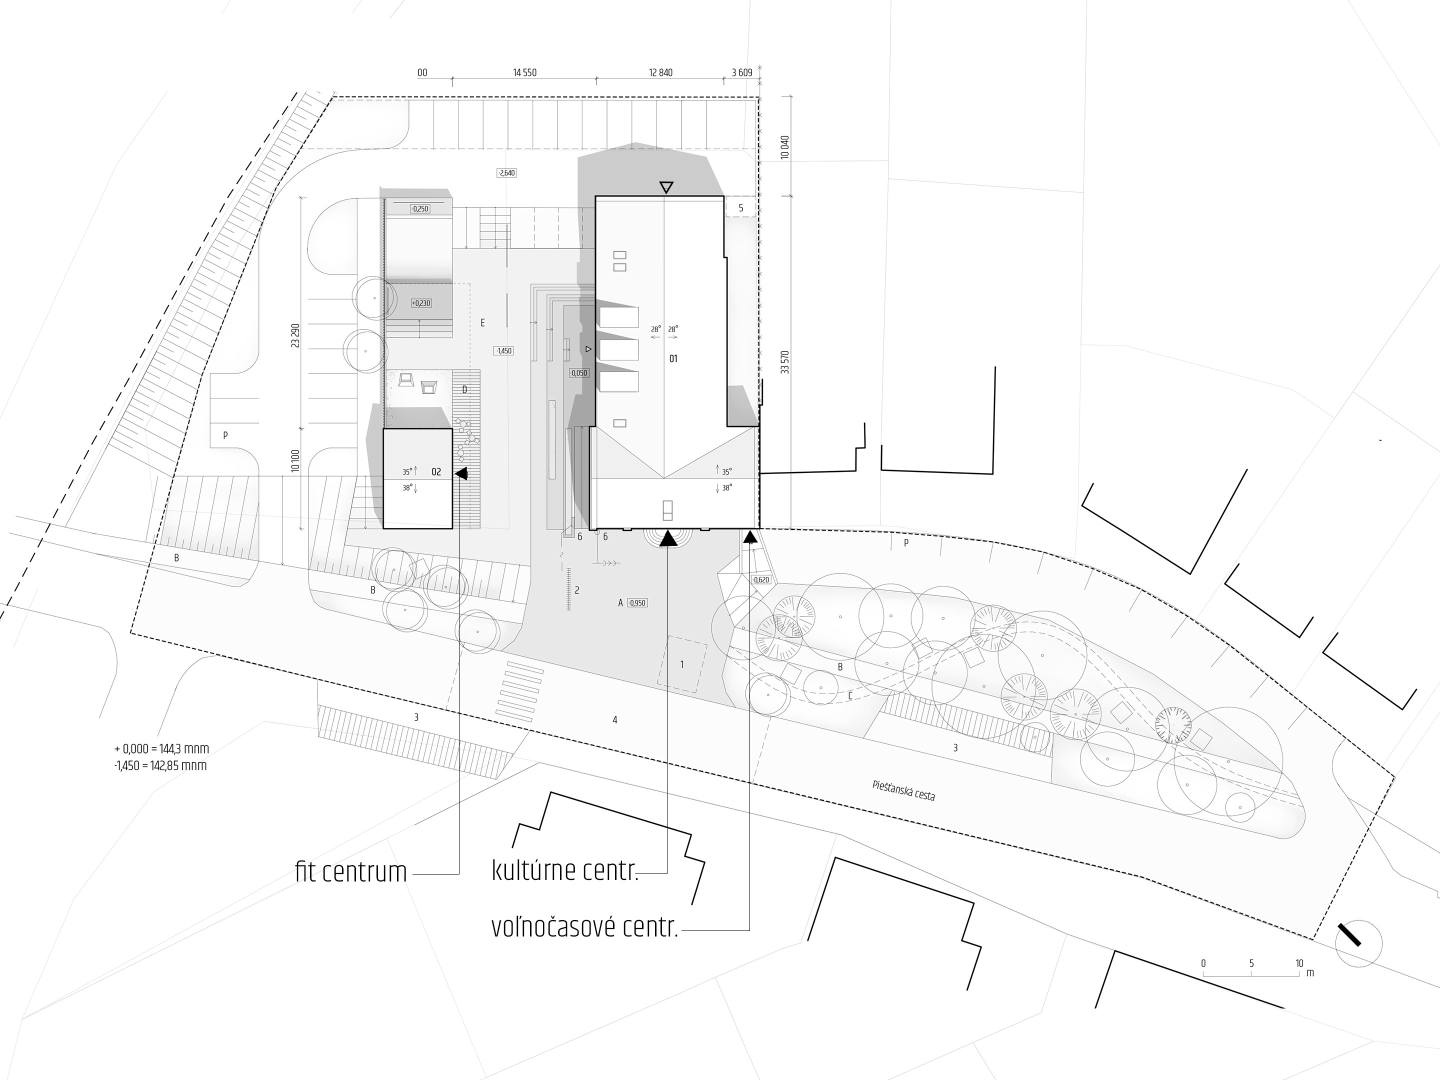 00 14 550 12 840 3 609
10 040
-2,640
+0,250
5
+0,230
E
-1,450
28° 28°
01
-0,050
23 290
33 570
D
P
10 100
35° 02
38°
35°
38°
6 6
P
B
B
2
-0,620
A -0,950
1
B
C
3
4
3
+ 0,000 = 144,3 mnm
-1,450 = 142,85 mnm
Piešťanská cesta
fit centrum
kultúrne centr.
voľnočasové centr.
0 5 10
m